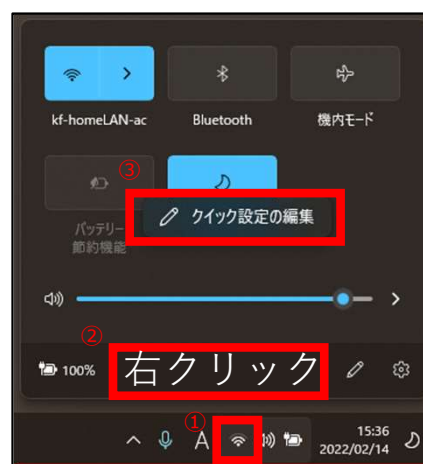 kf-homeLAN-ac
Bluetooth
機内モード
③
クイック設定の編集
バッテリー
節約機能
②
100%
右クリック
①
A
15:36
2022/02/14